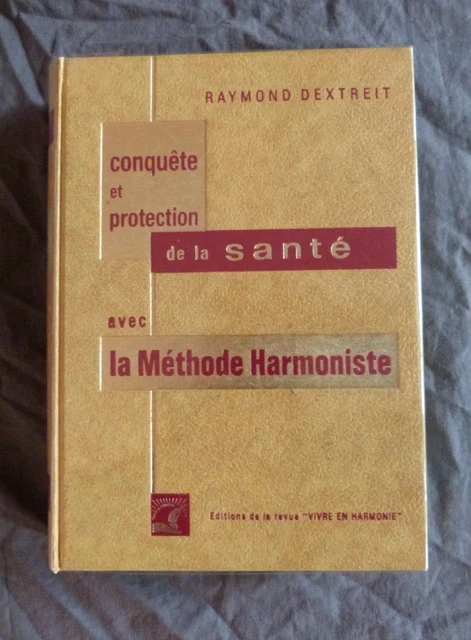 RAYMOND DEXTREIT
conquête
et
protection
de la santé
avec
la Méthode Harmoniste
Editions de la revue "VIVRE EN HARMONIE"